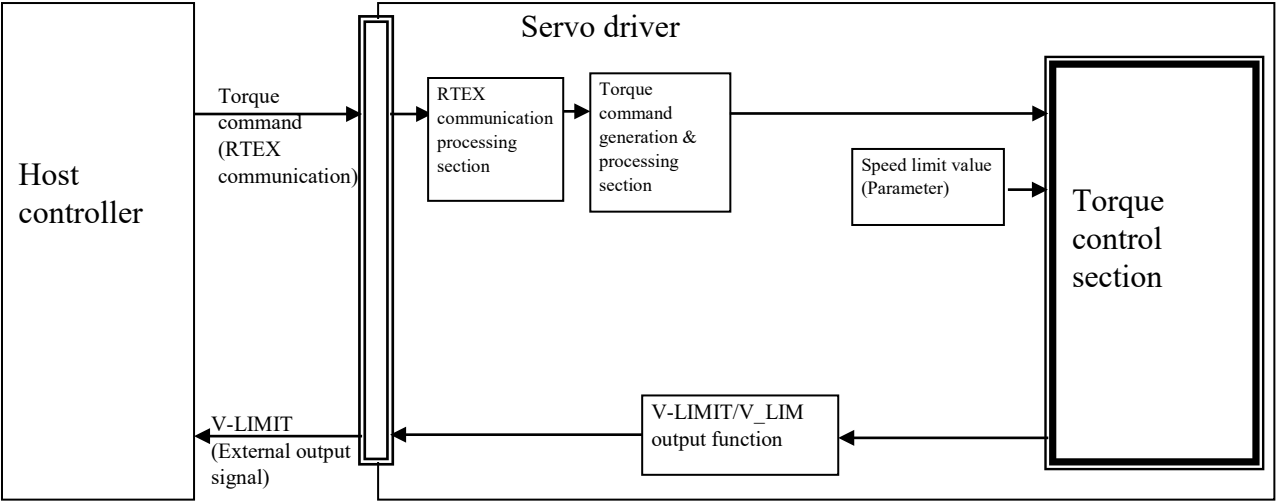 Servo driver
Host
controller
Torque
command
(RTEX
communication)
RTEX
communication
processing
section
Torque
command
generation &
processing
section
Speed limit value
(Parameter)
Torque
control
section
V-LIMIT/V_LIM
output function
V-LIMIT
(External output
signal)